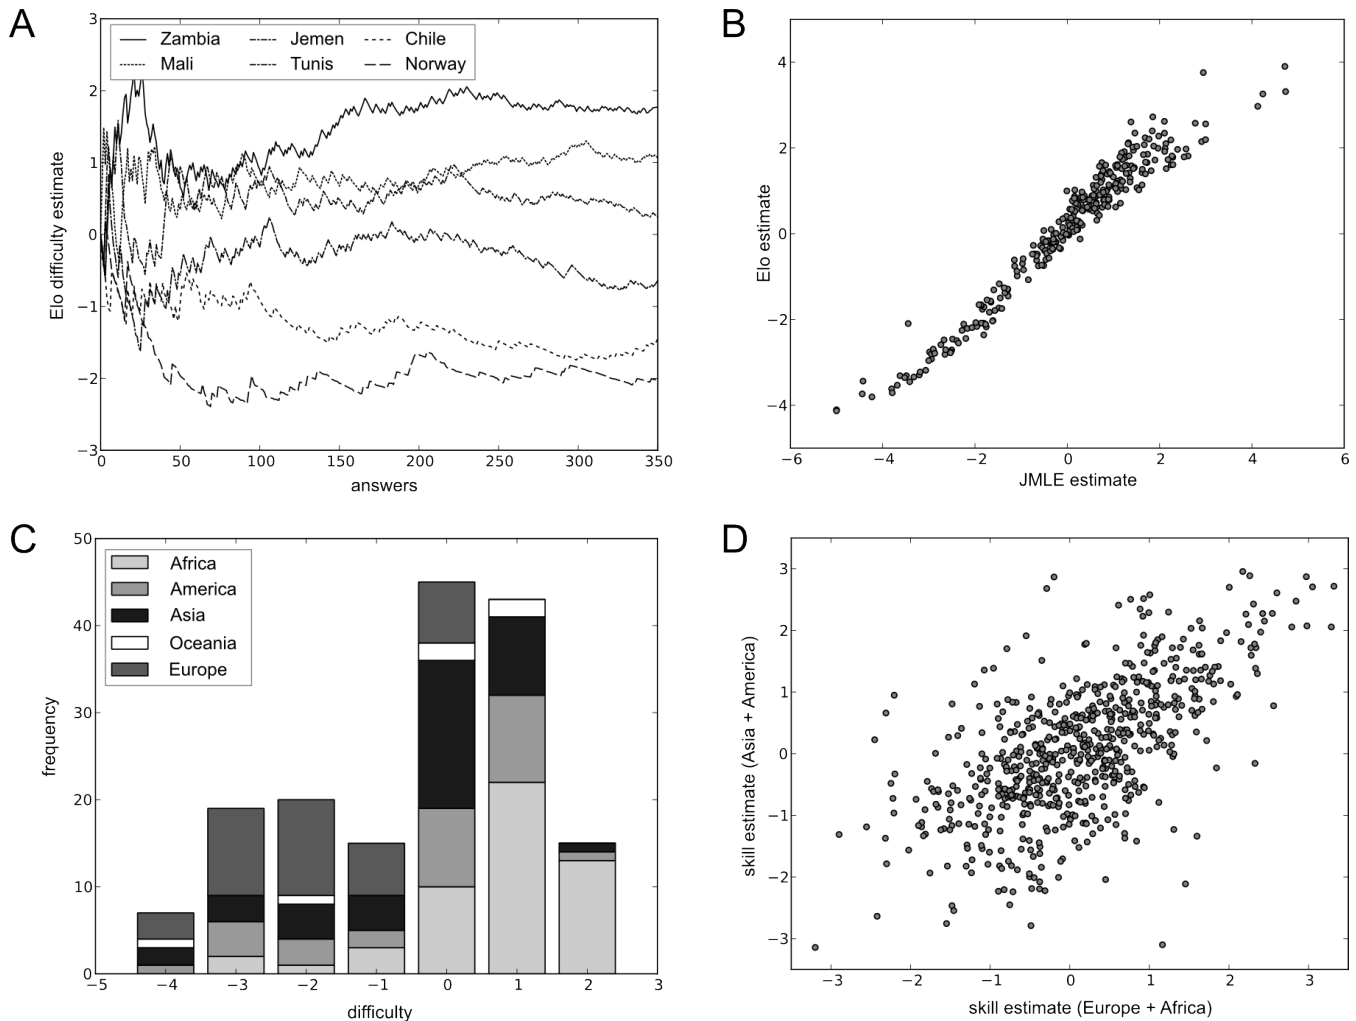 A
3
2
1
0
−1
−2
−3
Elo difficulty estimate
Zambia
Jemen
Chile
Mali
Tunis
Norway
0
50
100
150
200
250
300
350
answers
B
4
2
0
−2
−4
Elo estimate
−6
−4
−2
0
2
4
6
JMLE estimate
C
50
40
30
20
10
0
frequency
Africa
America
Asia
Oceania
Europe
−5
−4
−3
−2
−1
0
1
2
3
difficulty
D
3
2
1
0
−1
−2
−3
skill estimate (Asia + America)
−3
−2
−1
0
1
2
3
skill estimate (Europe + Africa)